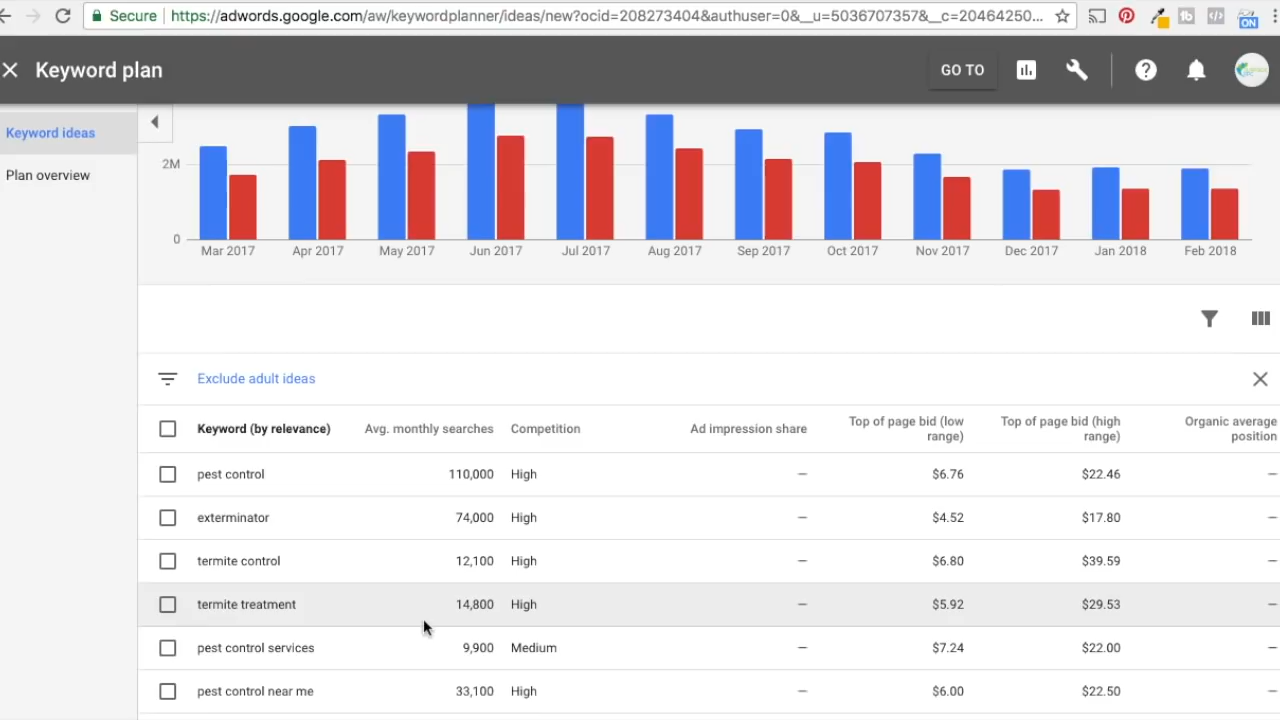 Secure https://adwords.google.com/aw/keywordplanner/ideas/new?ocid=208273404&authuser=0&__u=5036707357&__c=20464250...
ON
Keyword plan
GO TO
Keyword ideas
Plan overview
2M
0
Mar 2017 Apr 2017 May 2017 Jun 2017 Jul 2017 Aug 2017 Sep 2017 Oct 2017 Nov 2017 Dec 2017 Jan 2018 Feb 2018
Exclude adult ideas
Keyword (by relevance) Avg. monthly searches Competition Ad impression share Top of page bid (low range) Top of page bid (high range) Organic average position
pest control 110,000 High – $6.76 $22.46 –
exterminator 74,000 High – $4.52 $17.80 –
termite control 12,100 High – $6.80 $39.59 –
termite treatment 14,800 High – $5.92 $29.53 –
pest control services 9,900 Medium – $7.24 $22.00 –
pest control near me 33,100 High – $6.00 $22.50 –